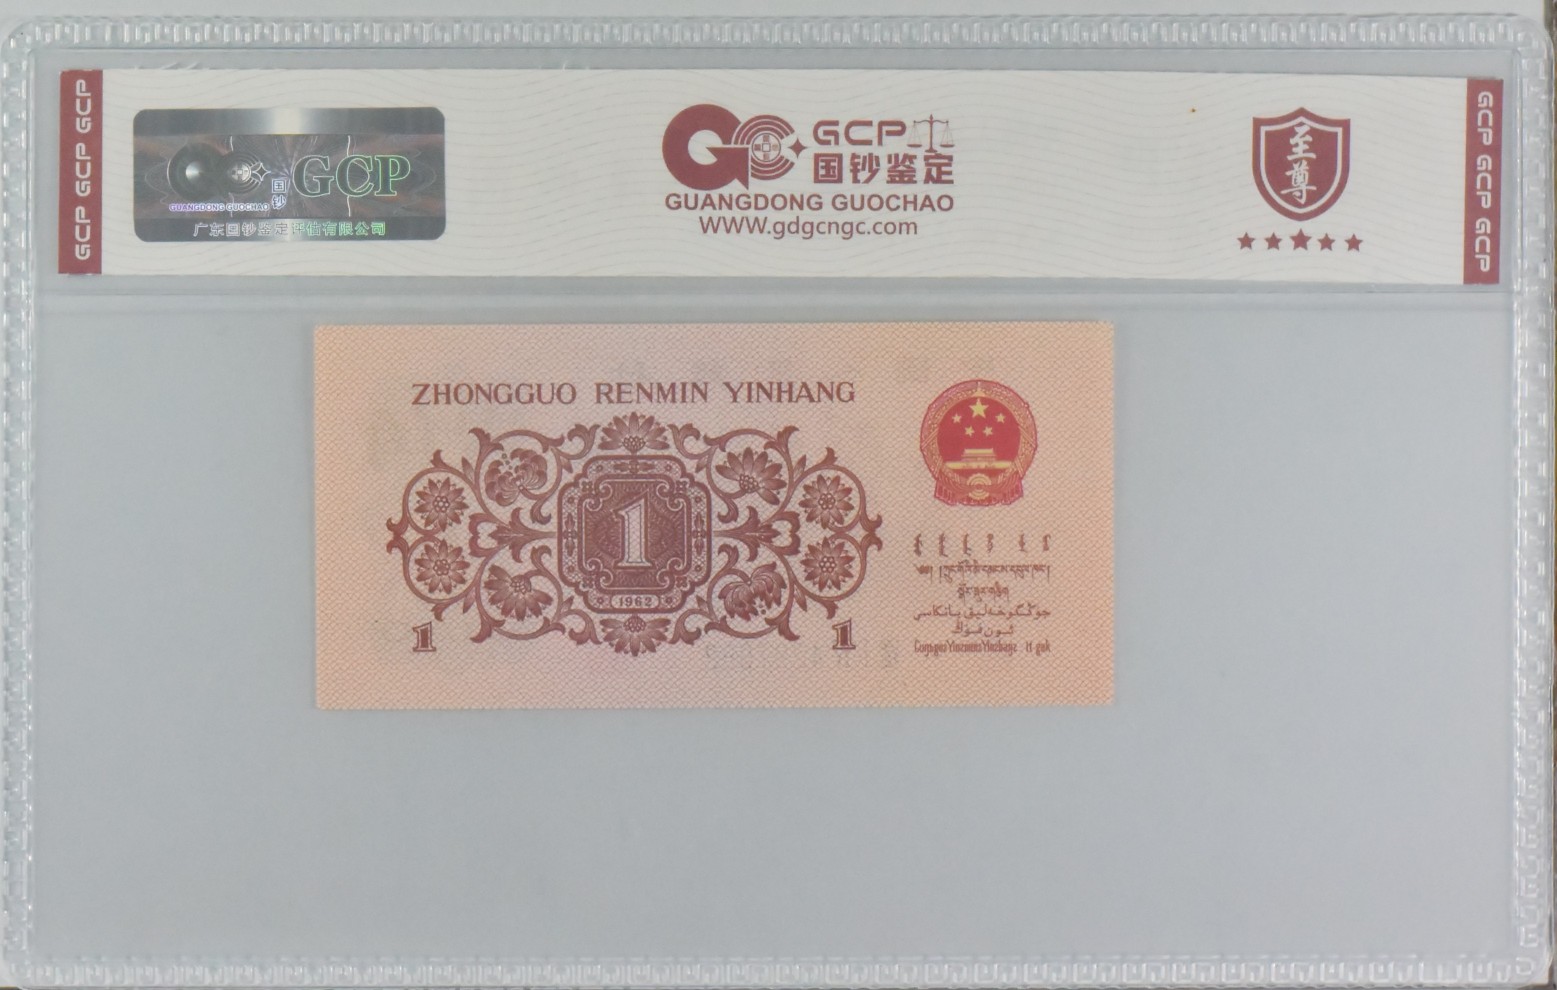 GCP GCP GCP
国钞
GCP
GUANGDONG GUOCHAO
广东国钞鉴定评估有限公司
GCP
国钞鉴定
GUANGDONG GUOCHAO
WWW.gdgcngc.com
至尊
GCP GCP GCP
ZHONGGUO RENMIN YINHANG
1
1962
1
1